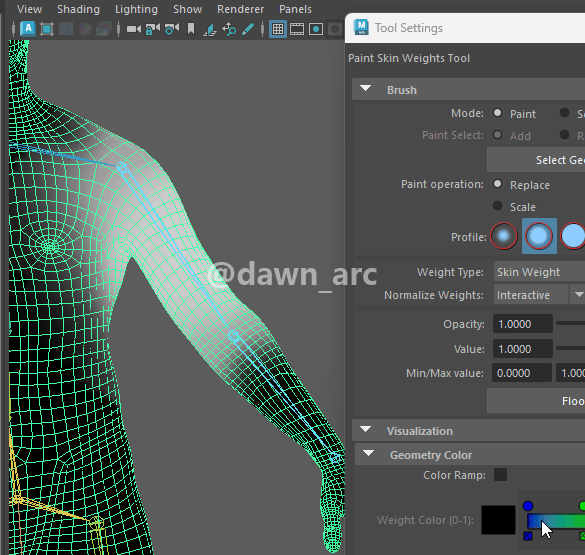 View Shading Lighting Show Renderer Panels
Tool Settings
Paint Skin Weights Tool
Brush
Mode: Paint
Paint Select: Add
Select Geo
Paint operation: Replace
Scale
Profile:
@dawn_arc
Weight Type: Skin Weight
Normalize Weights: Interactive
Opacity: 1.0000
Value: 1.0000
Min/Max value: 0.0000 1.000
Floo
Visualization
Geometry Color
Color Ramp:
Weight Color (0-1):